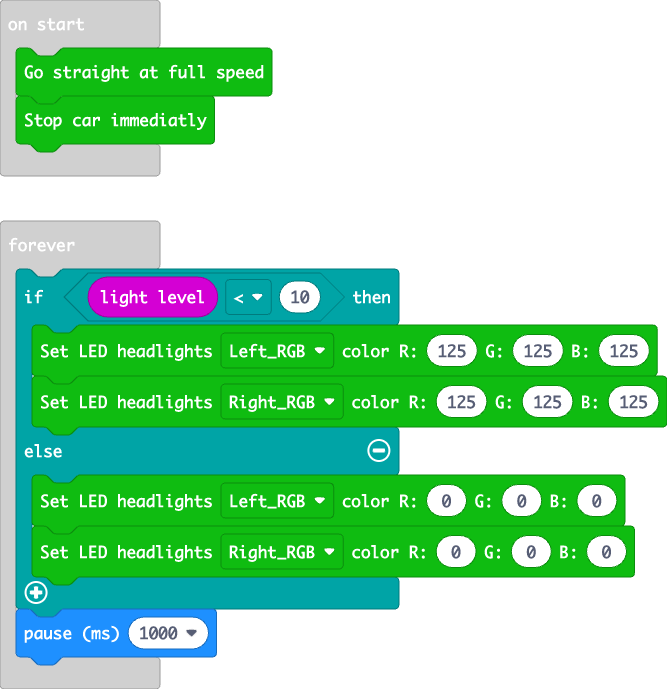 on start
Go straight at full speed
Stop car immediatly
forever
if light level < 10 then
Set LED headlights Left_RGB color R: 125 G: 125 B: 125
Set LED headlights Right_RGB color R: 125 G: 125 B: 125
else
Set LED headlights Left_RGB color R: 0 G: 0 B: 0
Set LED headlights Right_RGB color R: 0 G: 0 B: 0
pause (ms) 1000